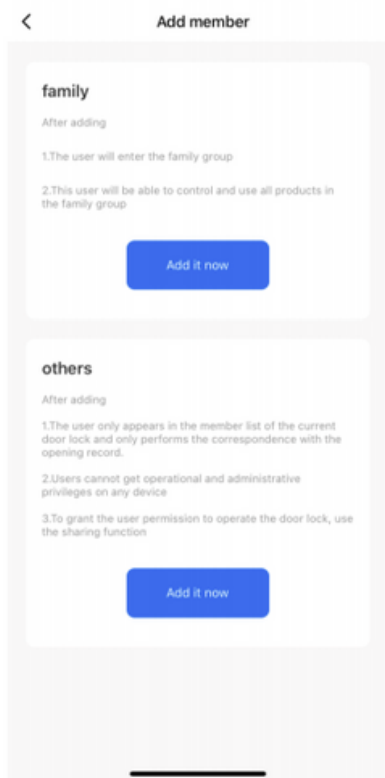 Add member
family
After adding
1.The user will enter the family group
2.This user will be able to control and use all products in
the family group
Add it now
others
After adding
1.The user only appears in the member list of the current
door lock and only performs the correspondence with the
opening record.
2.Users cannot get operational and administrative
privileges on any device
3.To grant the user permission to operate the door lock, use
the sharing function
Add it now